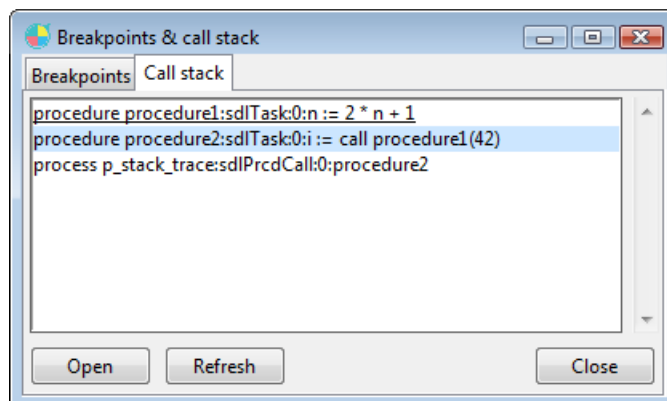 Breakpoints & call stack
Breakpoints Call stack
procedure procedure1:sdlTask:0:n := 2 * n + 1
procedure procedure2:sdlTask:0:i := call procedure1(42)
process p_stack_trace:sdlPrcdCall:0:procedure2
Open Refresh Close